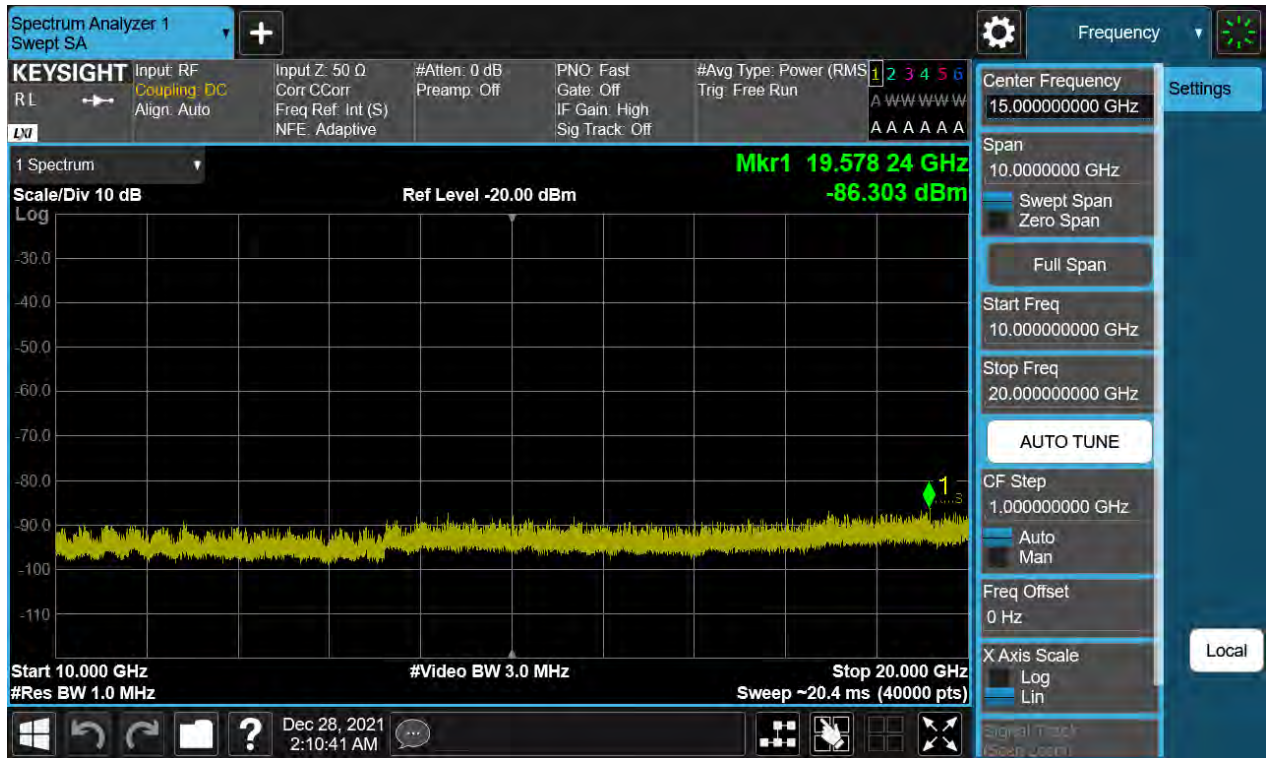 Spectrum Analyzer 1
Swept SA
+
Frequency
KEYSIGHT
RL
LXI
Input: RF
Coupling: DC
Align: Auto
Input Z: 50 Ω
Corr CCorr
Freq Ref: Int (S)
NFE: Adaptive
#Atten: 0 dB
Preamp: Off
PNO: Fast
Gate: Off
IF Gain: High
Sig Track: Off
#Avg Type: Power (RMS
Trig: Free Run
1 2 3 4 5 6
A W W W W W
A A A A A A
1 Spectrum
Mkr1 19.578 24 GHz
Scale/Div 10 dB
Ref Level -20.00 dBm
-86.303 dBm
Log
-30.0
-40.0
-50.0
-60.0
-70.0
-80.0
-90.0
-100
-110
1
Start 10.000 GHz
#Video BW 3.0 MHz
Stop 20.000 GHz
#Res BW 1.0 MHz
Sweep ~20.4 ms (40000 pts)
Center Frequency
15.000000000 GHz
Settings
Span
10.0000000 GHz
Swept Span
Zero Span
Full Span
Start Freq
10.000000000 GHz
Stop Freq
20.000000000 GHz
AUTO TUNE
CF Step
1.000000000 GHz
Auto
Man
Freq Offset
0 Hz
X Axis Scale
Log
Lin
Local
Signal Track
(Span Zoom)
?
Dec 28, 2021
2:10:41 AM